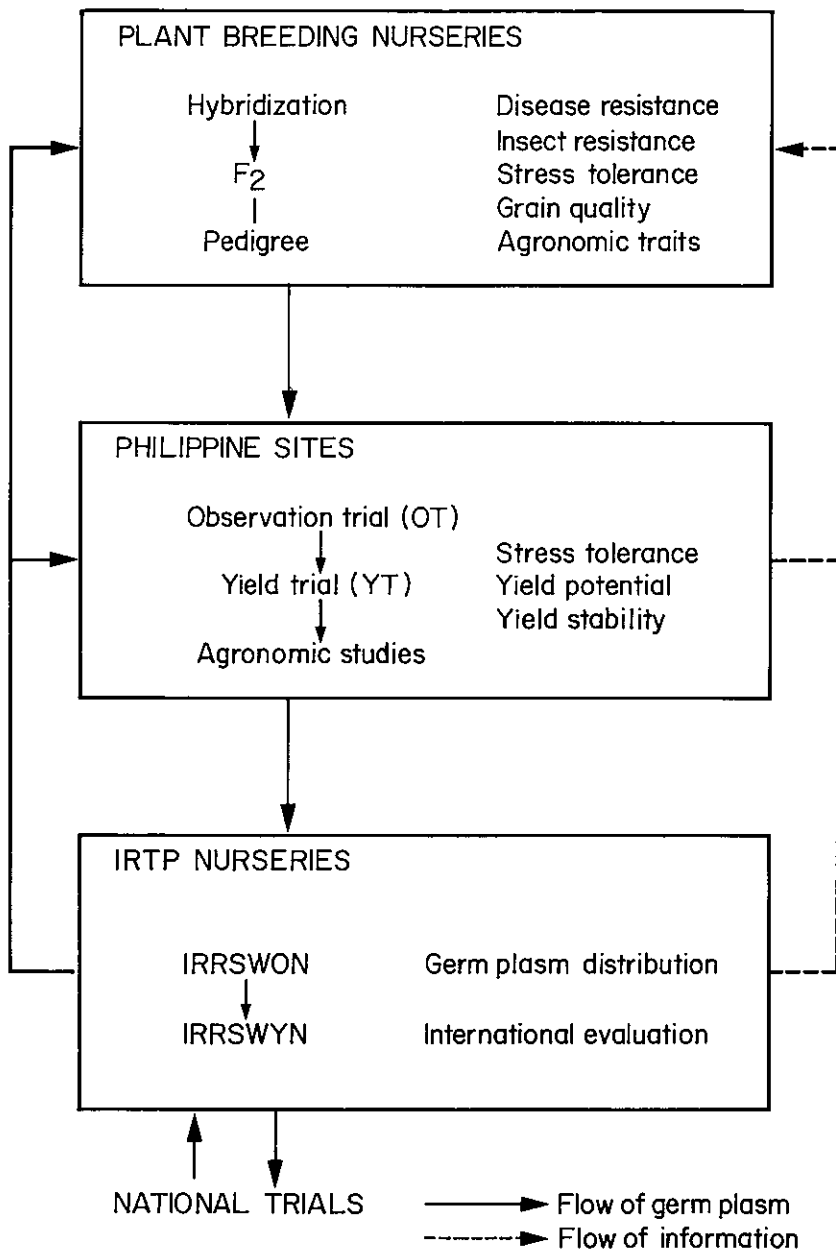 PLANT BREEDING NURSERIES
Hybridization
F2
Pedigree
Disease resistance
Insect resistance
Stress tolerance
Grain quality
Agronomic traits
PHILIPPINE SITES
Observation trial (OT)
Yield trial (YT)
Agronomic studies
Stress tolerance
Yield potential
Yield stability
IRTP NURSERIES
IRRSWON
IRRSWYN
Germ plasm distribution
International evaluation
NATIONAL TRIALS
Flow of germ plasm
Flow of information